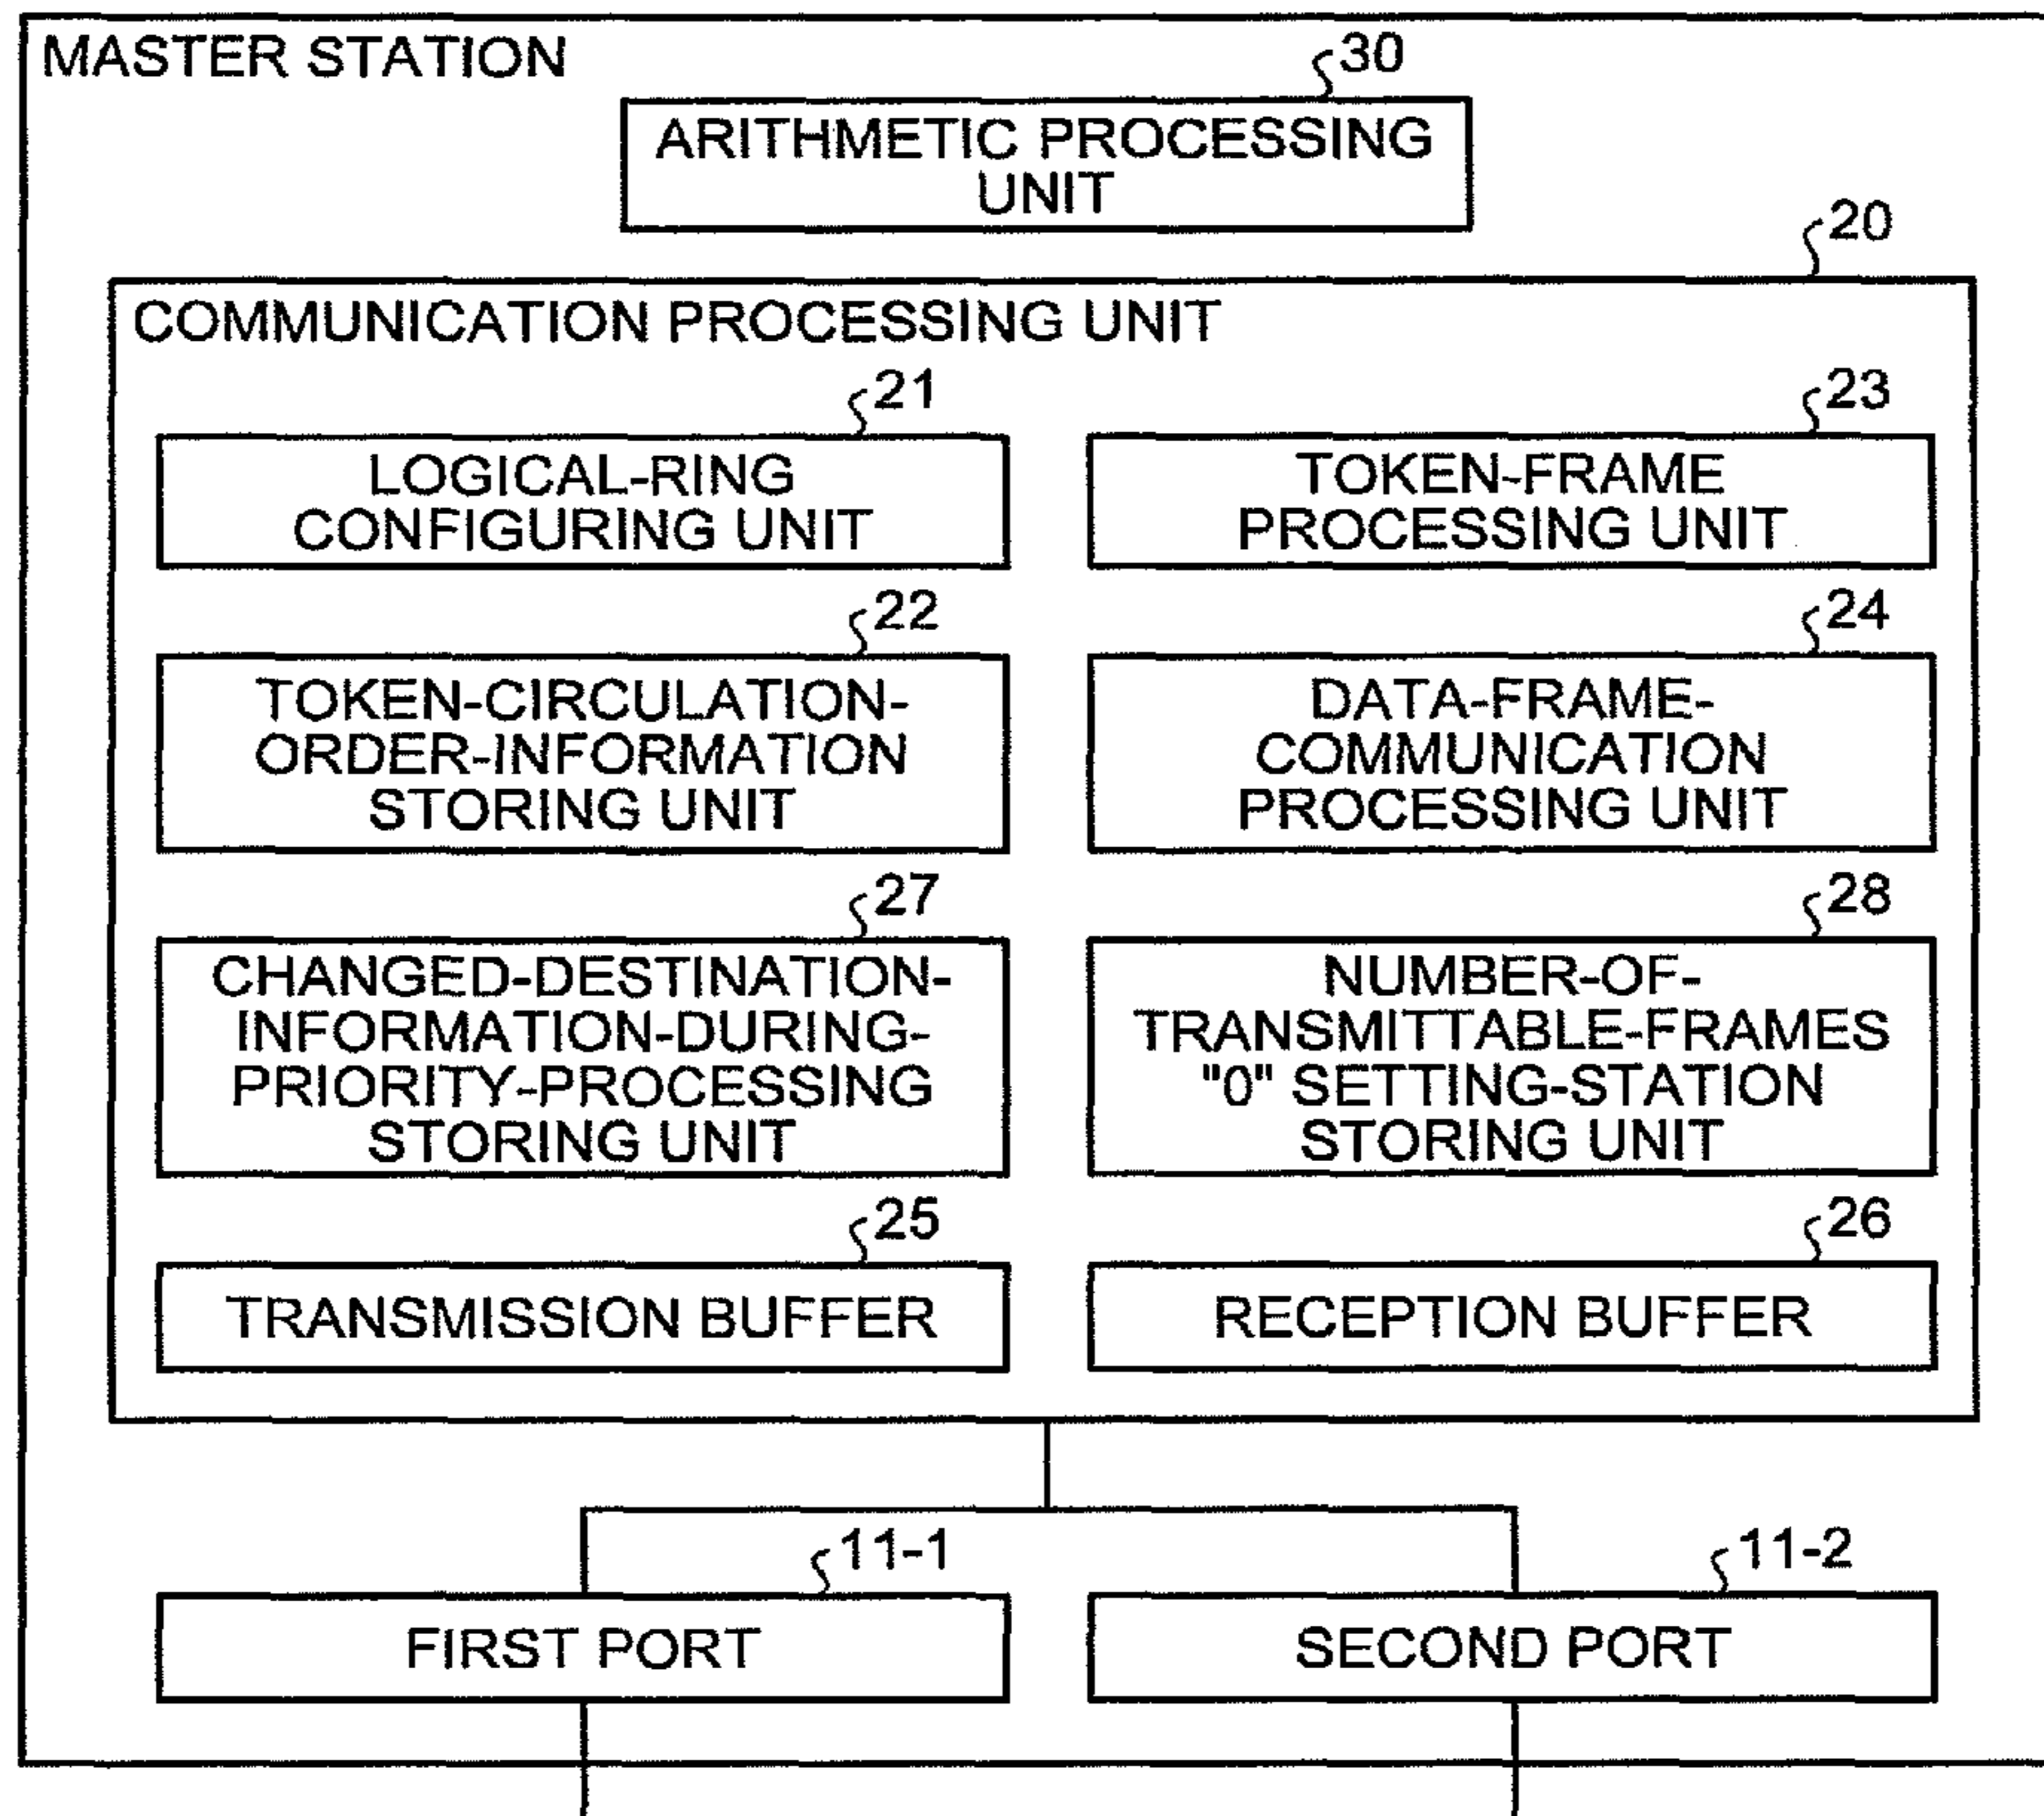 MASTER STATION
30
ARITHMETIC PROCESSING
UNIT
20
COMMUNICATION PROCESSING UNIT
21
LOGICAL-RING
CONFIGURING UNIT
23
TOKEN-FRAME
PROCESSING UNIT
22
TOKEN-CIRCULATION-
ORDER-INFORMATION
STORING UNIT
24
DATA-FRAME-
COMMUNICATION
PROCESSING UNIT
27
CHANGED-DESTINATION-
INFORMATION-DURING-
PRIORITY-PROCESSING
STORING UNIT
28
NUMBER-OF-
TRANSMITTABLE-FRAMES
"0" SETTING-STATION
STORING UNIT
25
TRANSMISSION BUFFER
26
RECEPTION BUFFER
11-1
FIRST PORT
11-2
SECOND PORT